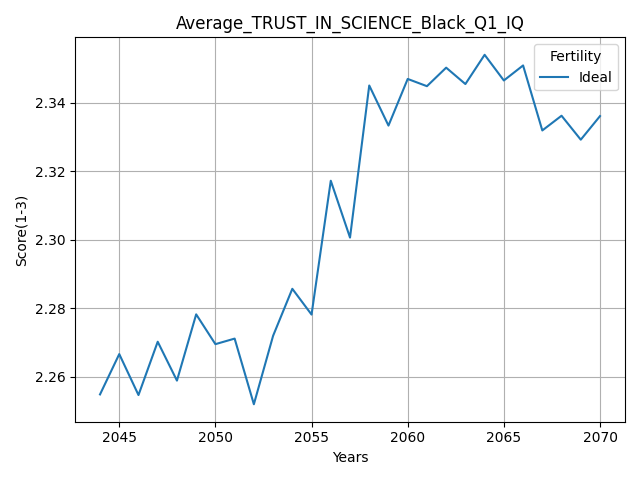 Average_TRUST_IN_SCIENCE_Black_Q1_IQ
Fertility
Ideal
Score(1-3)
2.34
2.32
2.30
2.28
2.26
2045 2050 2055 2060 2065 2070
Years